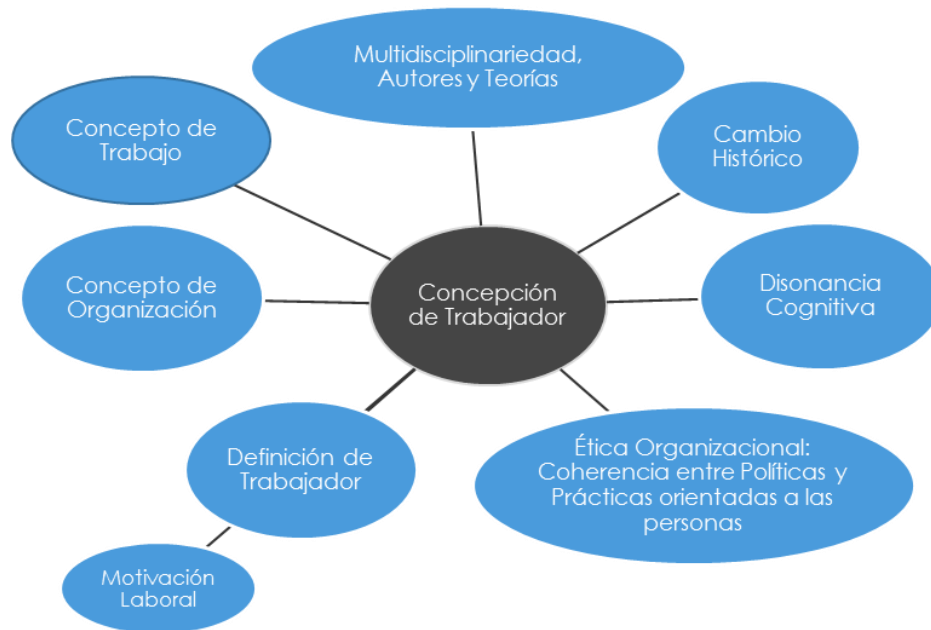 Multidisciplinariedad,
Autores y Teorías
Concepto de
Trabajo
Cambio
Histórico
Concepto de
Organización
Concepción
de Trabajador
Disonancia
Cognitiva
Definición de
Trabajador
Ética Organizacional:
Coherencia entre Políticas y
Prácticas orientadas a las
personas
Motivación
Laboral